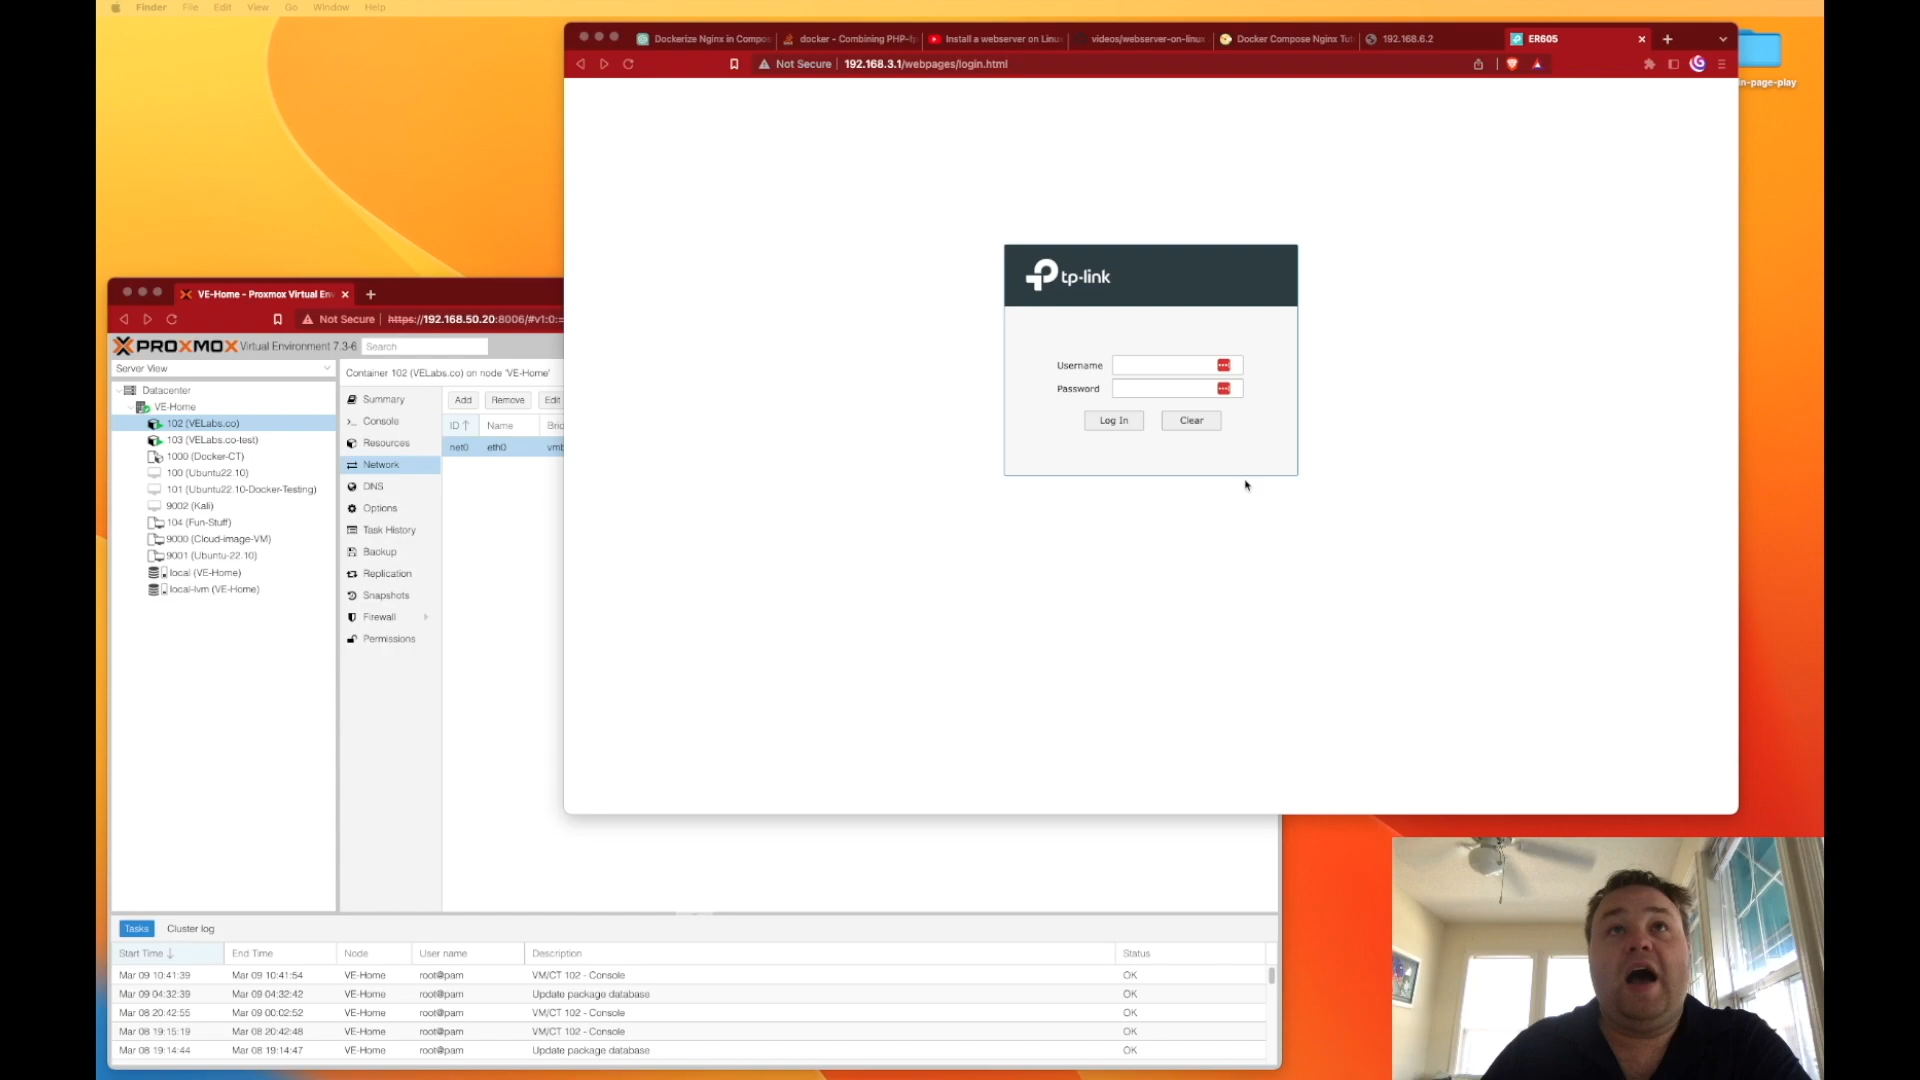 Finder File Edit View Go Window Help
Dockerize Nginx in Compos
docker - Combining PHP-f
Install a webserver on Linu
videos/webserver-on-linux
Docker Compose Nginx Tut
192.168.6.2
ER605
Not Secure
192.168.3.1/webpages/login.html
n-page-play
tp-link
Username
Password
Log In
Clear
VE-Home - Proxmox Virtual En
Not Secure
https://192.168.50.20:8006/#v1:0:=
PROXMOX Virtual Environment 7.3-6
Search
Server View
Datacenter
VE-Home
102 (VELabs.co)
103 (VELabs.co-test)
1000 (Docker-CT)
100 (Ubuntu22.10)
101 (Ubuntu22.10-Docker-Testing)
9002 (Kali)
104 (Fun-Stuff)
9000 (Cloud-image-VM)
9001 (Ubuntu-22.10)
local (VE-Home)
local-lvm (VE-Home)
Container 102 (VELabs.co) on node 'VE-Home'
Summary
Console
Resources
Network
DNS
Options
Task History
Backup
Replication
Snapshots
Firewall
Permissions
Add Remove Edit
ID Name Brid
net0 eth0 vmb
Tasks Cluster log
Start Time End Time Node User name Description Status
Mar 09 10:41:39 Mar 09 10:41:54 VE-Home root@pam VM/CT 102 - Console OK
Mar 09 04:32:39 Mar 09 04:32:42 VE-Home root@pam Update package database OK
Mar 08 20:42:55 Mar 09 00:02:52 VE-Home root@pam VM/CT 102 - Console OK
Mar 08 19:15:19 Mar 08 20:42:48 VE-Home root@pam VM/CT 102 - Console OK
Mar 08 19:14:44 Mar 08 19:14:47 VE-Home root@pam Update package database OK